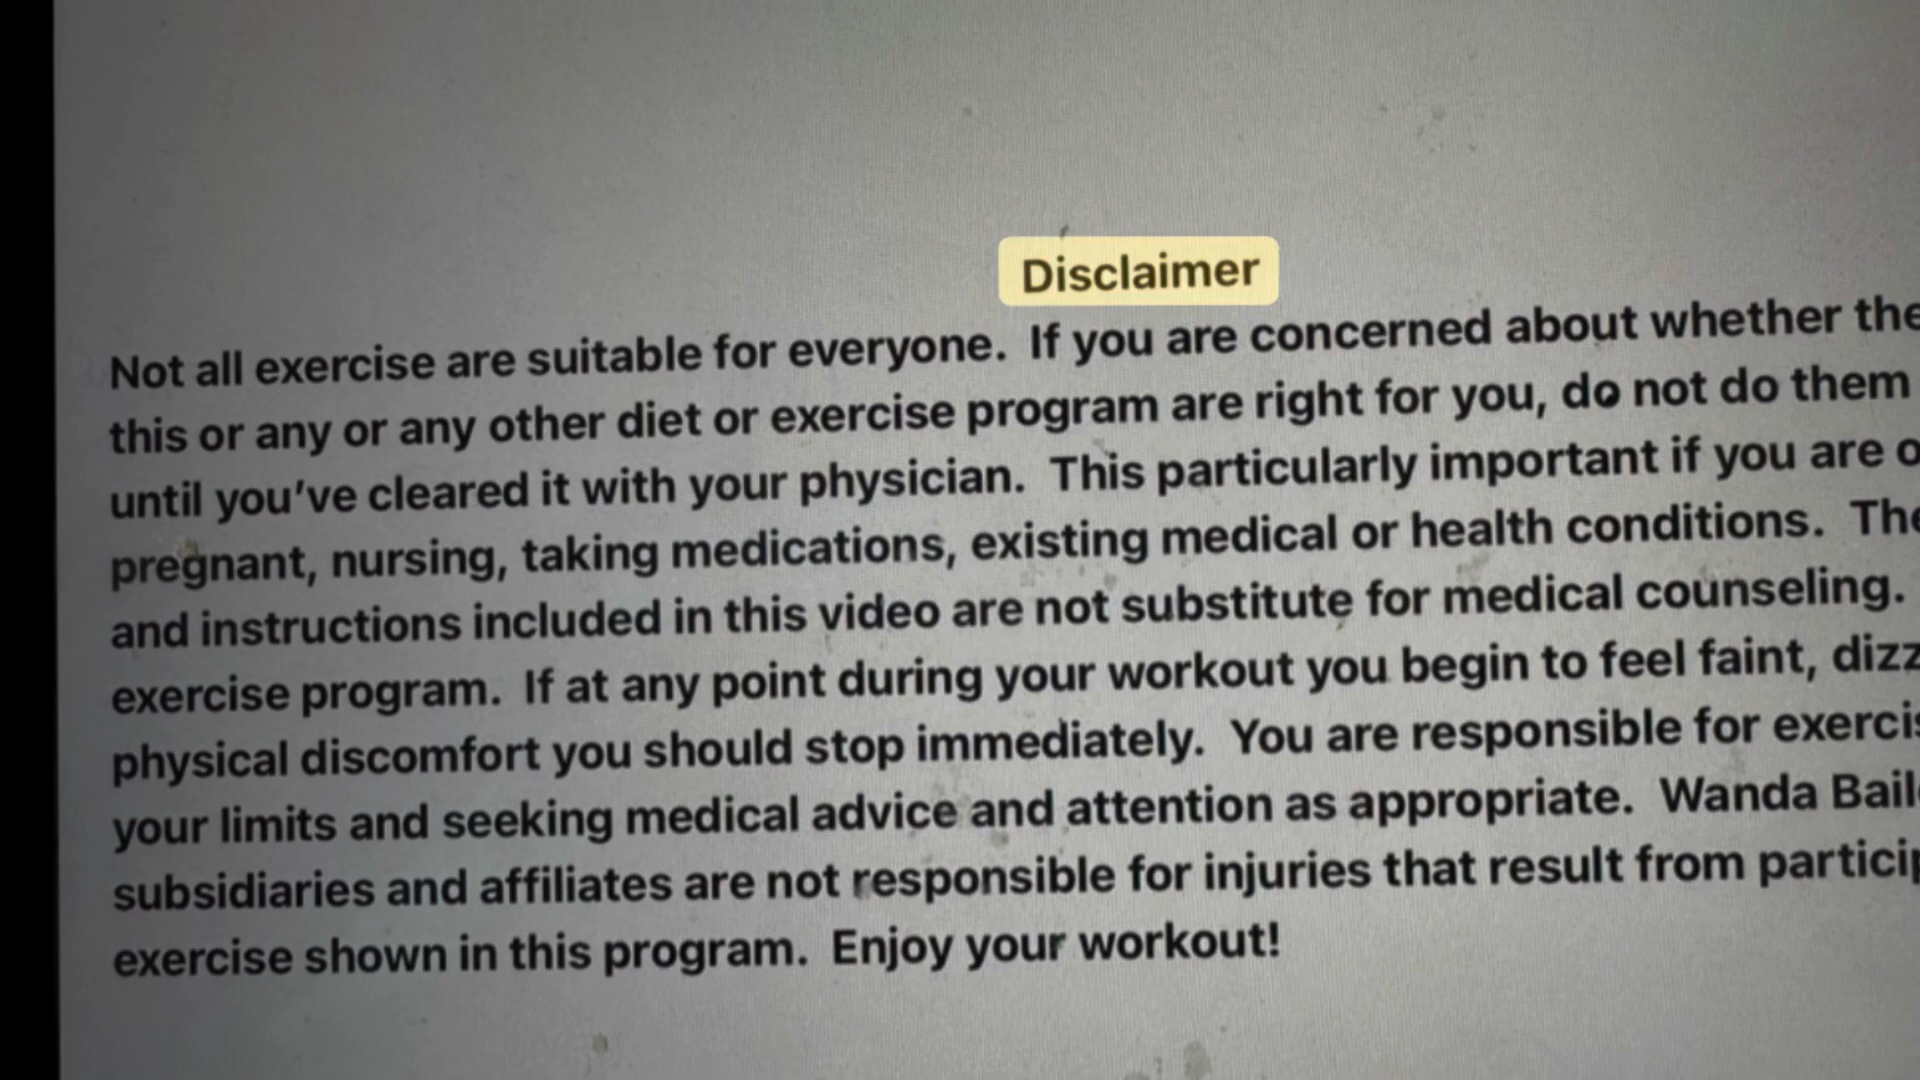 Disclaimer
Not all exercise are suitable for everyone. If you are concerned about whether the
this or any or any other diet or exercise program are right for you, do not do them
until you've cleared it with your physician. This particularly important if you are
pregnant, nursing, taking medications, existing medical or health conditions. The
and instructions included in this video are not substitute for medical counseling.
exercise program. If at any point during your workout you begin to feel faint,
physical discomfort you should stop immediately. You are responsible for
your limits and seeking medical advice and attention as appropriate. Wanda
subsidiaries and affiliates are not responsible for injuries that result from
exercise shown in this program. Enjoy your workout!